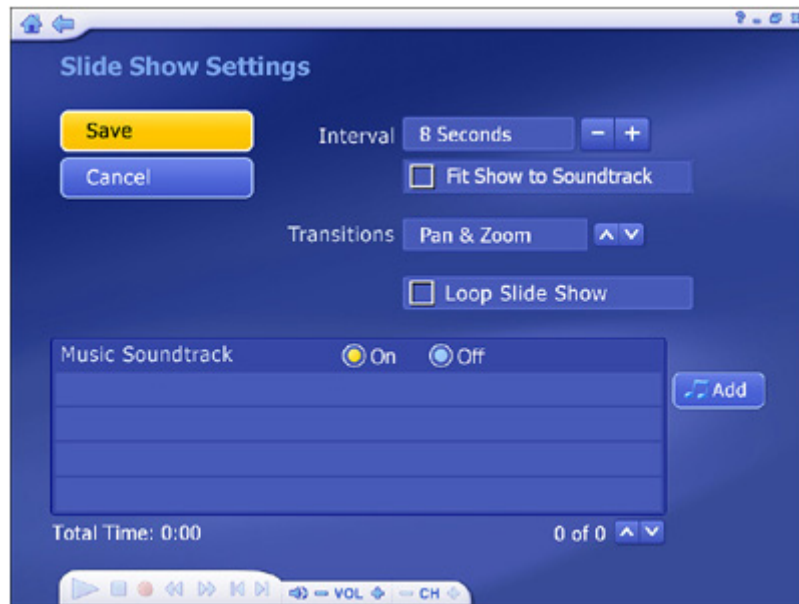 ?
Slide Show Settings
Save
Interval 8 Seconds − +
Cancel
Fit Show to Soundtrack
Transitions Pan & Zoom
Loop Slide Show
Music Soundtrack On Off
Add
Total Time: 0:00 0 of 0
VOL CH